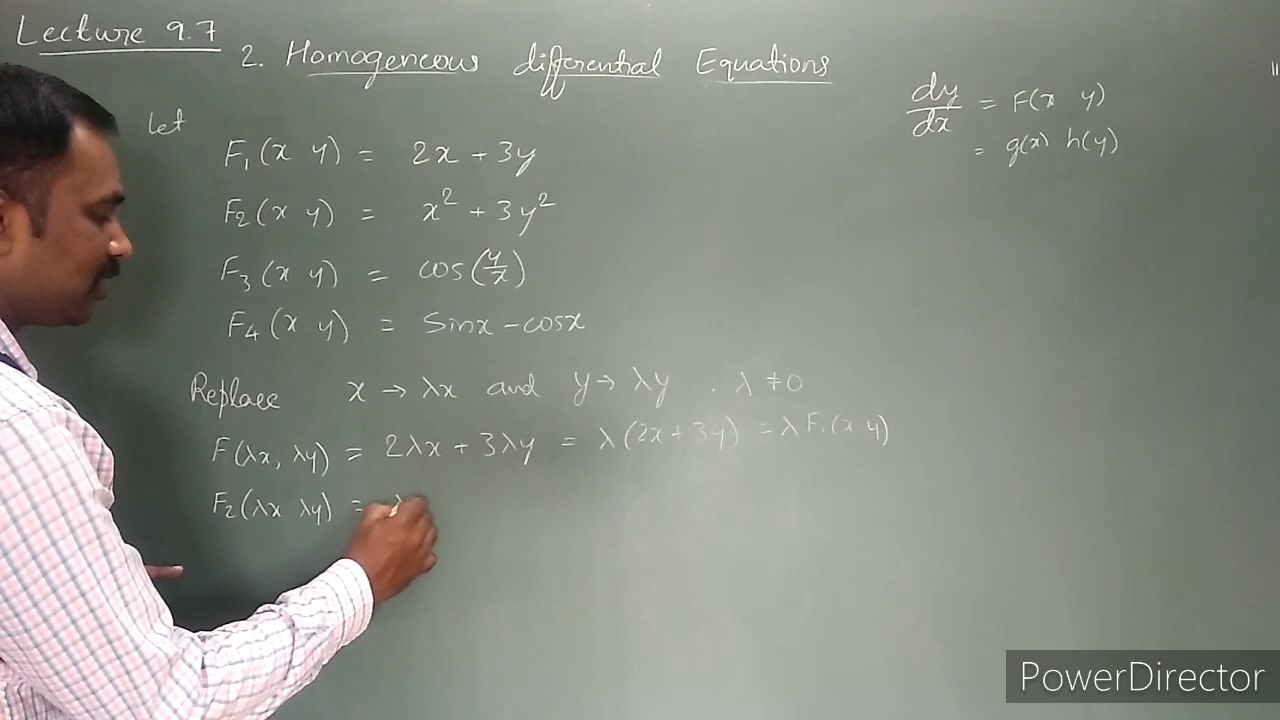 Lecture 9.7
2. Homogeneous differential Equations
dy/dx = F(x y)
= g(x) h(y)
Let
F₁(x y) = 2x + 3y
F₂(x y) = x² + 3y²
F₃(x y) = cos(y/x)
F₄(x y) = Sinx - cosx
Replace x → λx and y → λy : λ ≠ 0
F(λx, λy) = 2λx + 3λy = λ(2x + 3y) = λ F₁(x y)
F₂(λx λy) = λ
PowerDirector